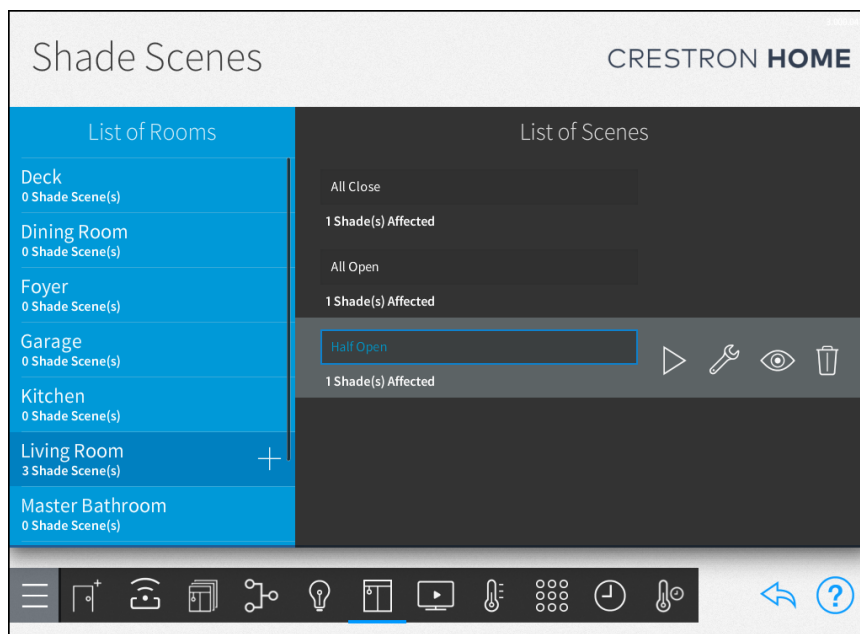 Shade Scenes
CRESTRON HOME
List of Rooms
Deck
0 Shade Scene(s)
Dining Room
0 Shade Scene(s)
Foyer
0 Shade Scene(s)
Garage
0 Shade Scene(s)
Kitchen
0 Shade Scene(s)
Living Room
3 Shade Scene(s)
Master Bathroom
0 Shade Scene(s)
List of Scenes
All Close
1 Shade(s) Affected
All Open
1 Shade(s) Affected
Half Open
1 Shade(s) Affected
?